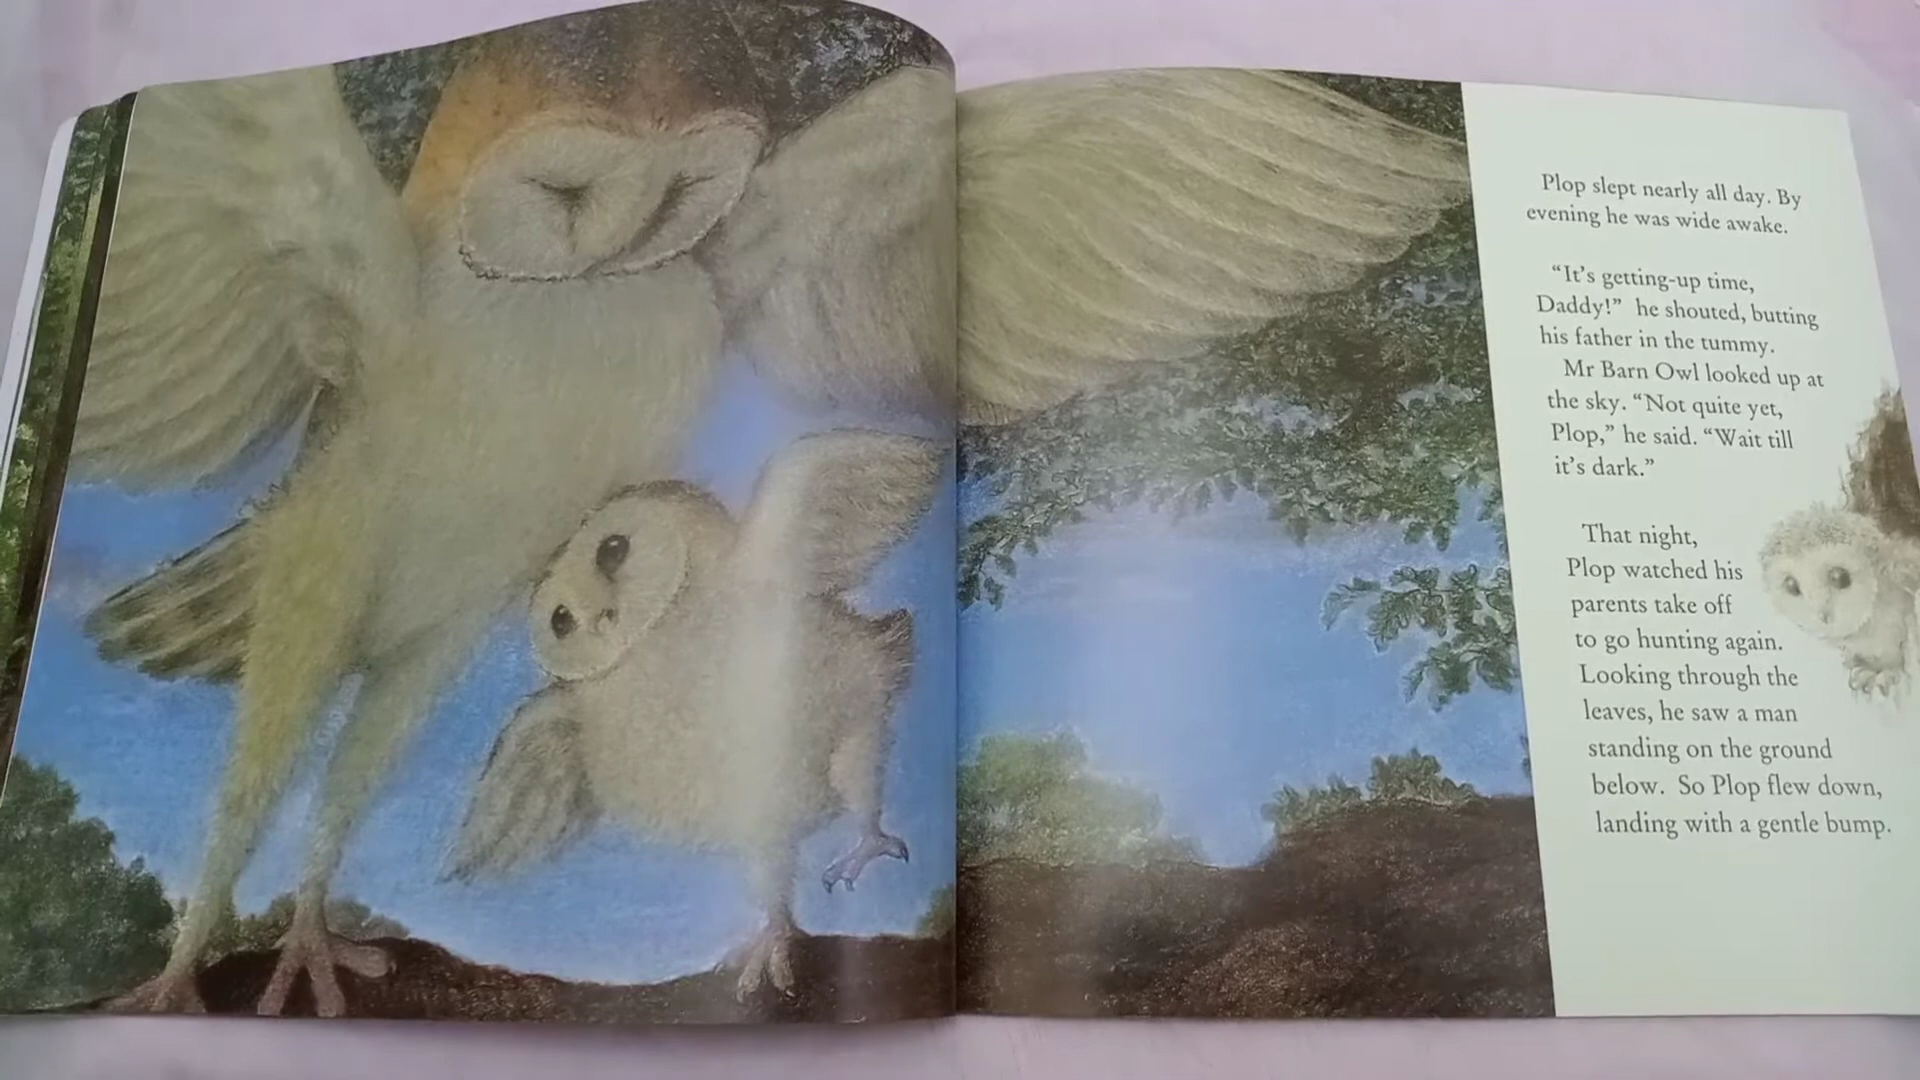 Plop slept nearly all day. By
evening he was wide awake.
“It’s getting-up time,
Daddy!” he shouted, butting
his father in the tummy.
Mr Barn Owl looked up at
the sky. “Not quite yet,
Plop,” he said. “Wait till
it’s dark.”
That night,
Plop watched his
parents take off
to go hunting again.
Looking through the
leaves, he saw a man
standing on the ground
below. So Plop flew down,
landing with a gentle bump.